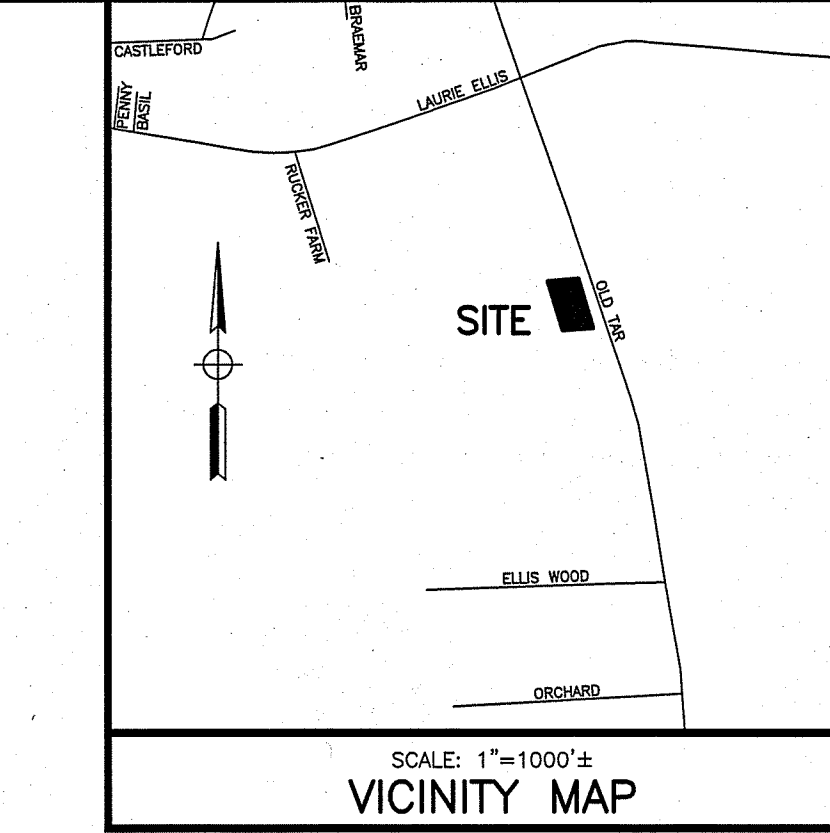 CASTLEFORD
BRAEMAR
PENNY
BASIL
LAURIE ELLIS
RUCKER FARM
SITE
OLD TAR
ELLIS WOOD
ORCHARD
SCALE: 1"=1000'±
VICINITY MAP